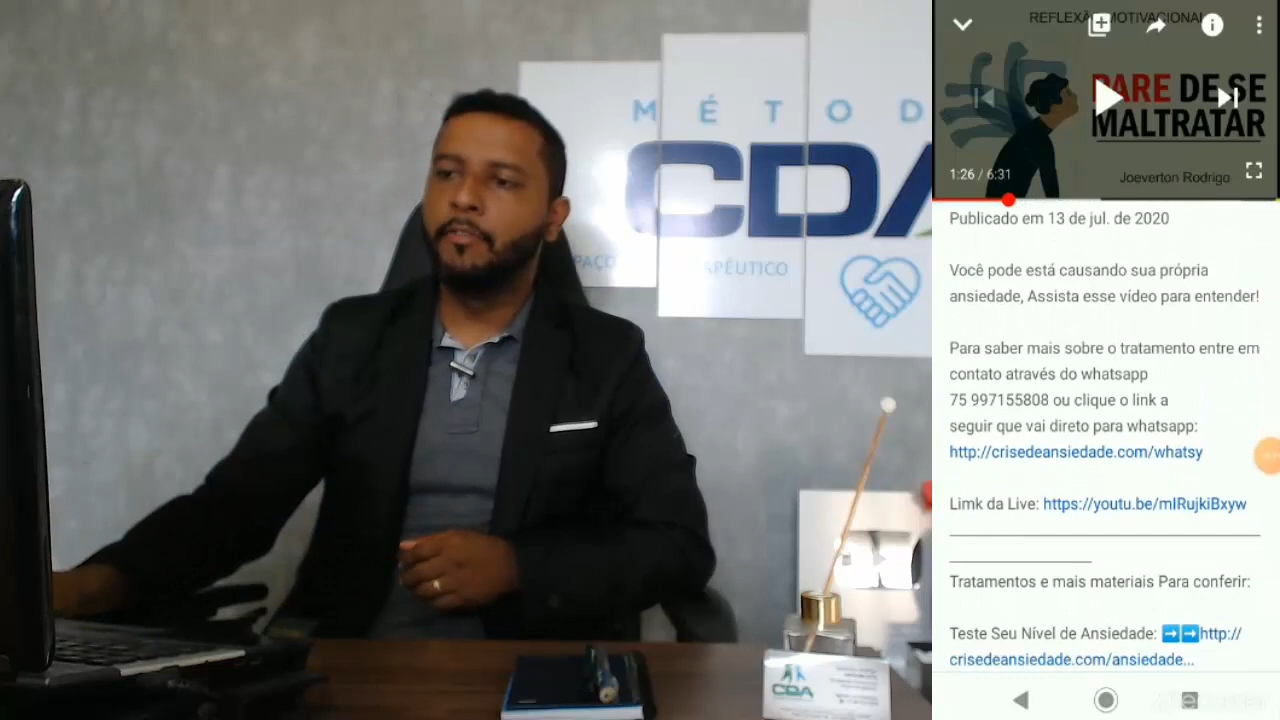 MÉTOD
CDA
PAÇO TERAPÊUTICO
CDA
REFLEXÃO MOTIVACIONAL
PARE DE SE
MALTRATAR
1:26 / 6:31
Joeverton Rodrigo
Publicado em 13 de jul. de 2020
Você pode está causando sua própria
ansiedade, Assista esse vídeo para entender!
Para saber mais sobre o tratamento entre em
contato através do whatsapp
75 997155808 ou clique o link a
seguir que vai direto para whatsapp:
http://crisedeansiedade.com/whatsy
Limk da Live: https://youtu.be/mIRujkiBxyw
Tratamentos e mais materiais Para conferir:
Teste Seu Nível de Ansiedade: ➡️➡️http://
crisedeansiedade.com/ansiedade...